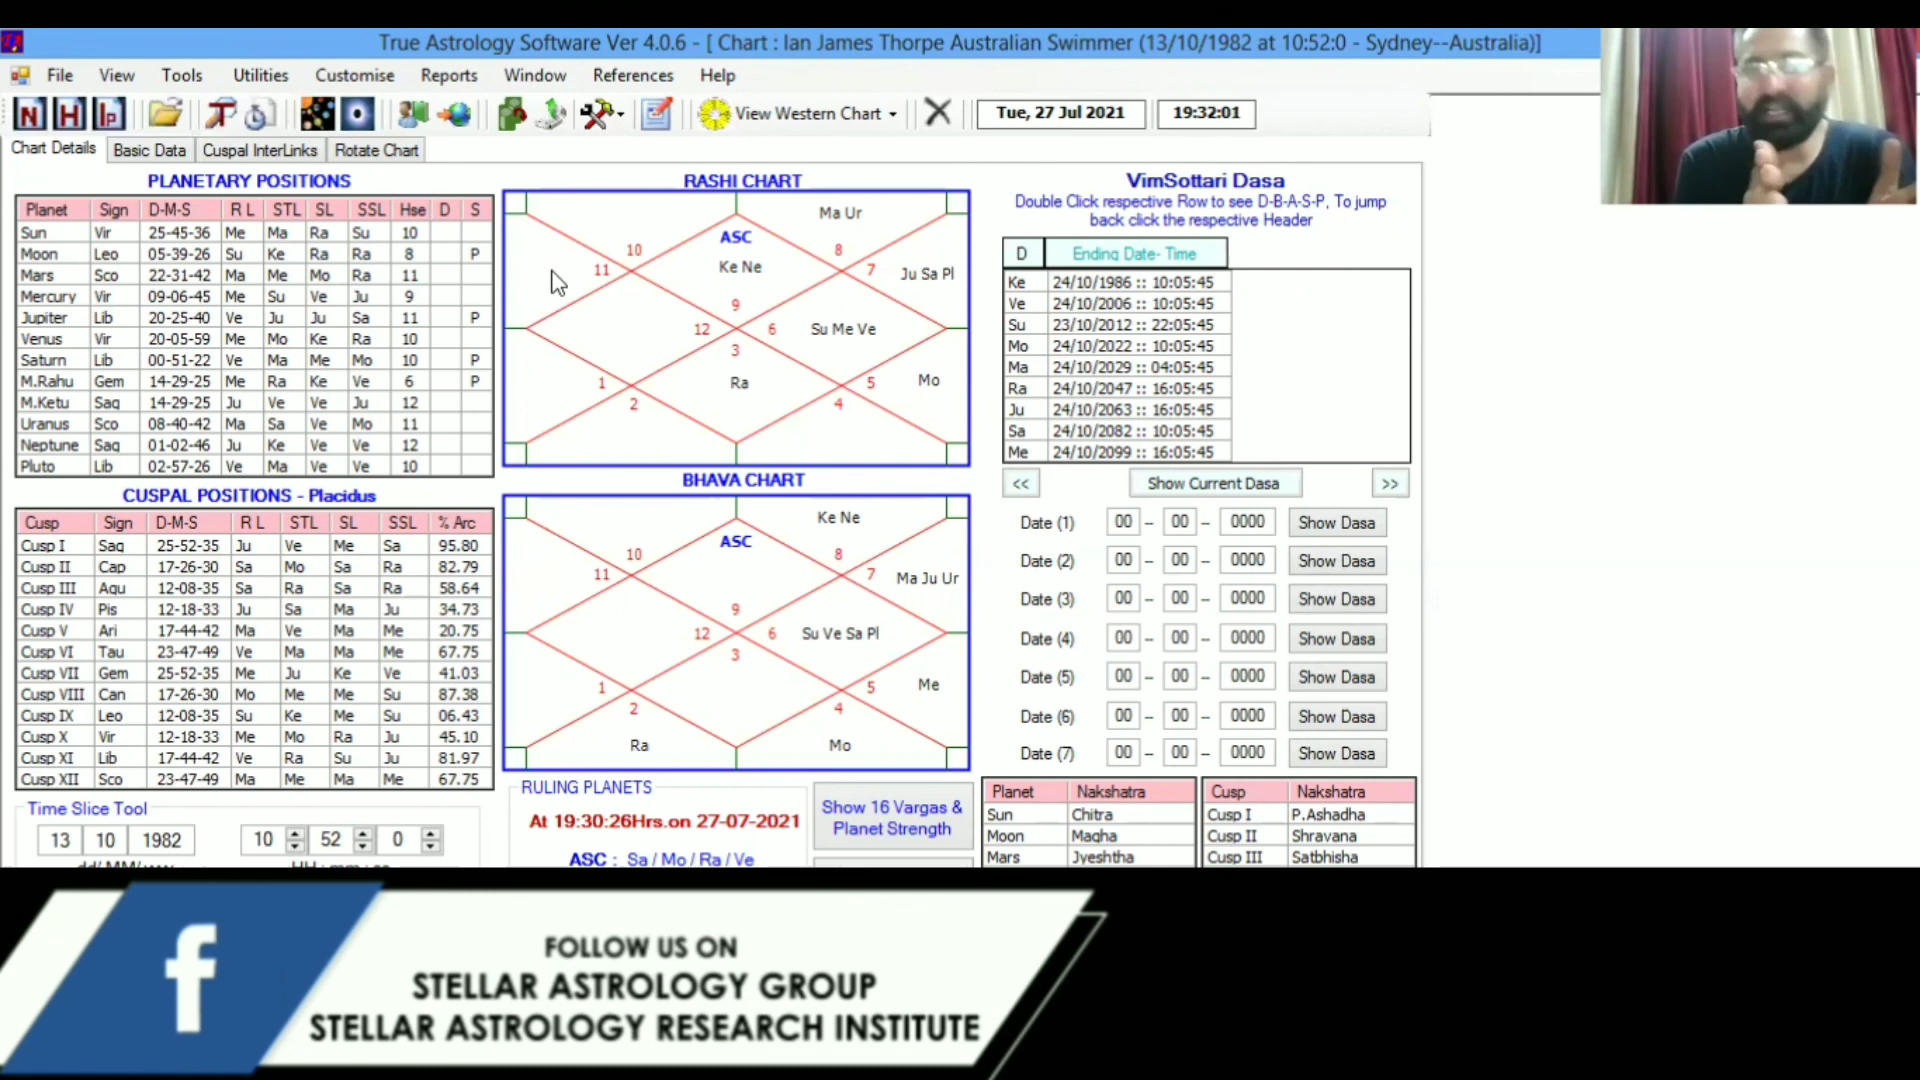 True Astrology Software Ver 4.0.6 - [ Chart : Ian James Thorpe Australian Swimmer (13/10/1982 at 10:52:0 - Sydney--Australia)]
File View Tools Utilities Customise Reports Window References Help
N H Ip View Western Chart Tue, 27 Jul 2021 19:32:01
Chart Details Basic Data Cuspal InterLinks Rotate Chart
PLANETARY POSITIONS
Planet Sign D-M-S R L STL SL SSL Hse D S
Sun Vir 25-45-36 Me Ma Ra Su 10
Moon Leo 05-39-26 Su Ke Ra Ra 8 P
Mars Sco 22-31-42 Ma Me Mo Ra 11
Mercury Vir 09-06-45 Me Su Ve Ju 9
Jupiter Lib 20-25-40 Ve Ju Ju Sa 11 P
Venus Vir 20-05-59 Me Mo Ke Ra 10
Saturn Lib 00-51-22 Ve Ma Me Mo 10 P
M.Rahu Gem 14-29-25 Me Ra Ke Ve 6 P
M.Ketu Sag 14-29-25 Ju Ve Ve Ju 12
Uranus Sco 08-40-42 Ma Sa Ve Mo 11
Neptune Sag 01-02-46 Ju Ke Ve Ve 12
Pluto Lib 02-57-26 Ve Ma Ve Ve 10
CUSPAL POSITIONS - Placidus
Cusp Sign D-M-S R L STL SL SSL % Arc
Cusp I Sag 25-52-35 Ju Ve Me Sa 95.80
Cusp II Cap 17-26-30 Sa Mo Sa Ra 82.79
Cusp III Aqu 12-08-35 Sa Ra Sa Ra 58.64
Cusp IV Pis 12-18-33 Ju Sa Ma Ju 34.73
Cusp V Ari 17-44-42 Ma Ve Ma Me 20.75
Cusp VI Tau 23-47-49 Ve Ma Ma Me 67.75
Cusp VII Gem 25-52-35 Me Ju Ke Ve 41.03
Cusp VIII Can 17-26-30 Mo Me Me Su 87.38
Cusp IX Leo 12-08-35 Su Ke Me Su 06.43
Cusp X Vir 12-18-33 Me Mo Ra Ju 45.10
Cusp XI Lib 17-44-42 Ve Ra Su Ju 81.97
Cusp XII Sco 23-47-49 Ma Me Ma Me 67.75
Time Slice Tool
13 10 1982 10 52 0
RASHI CHART
Ma Ur
ASC
10 8
Ke Ne
11 7 Ju Sa Pl
9
12 6 Su Me Ve
3
1 Ra 5 Mo
2 4
BHAVA CHART
Ke Ne
ASC
10 8
11 7 Ma Ju Ur
9
12 6 Su Ve Sa Pl
3
1 5 Me
2 4
Ra Mo
RULING PLANETS
At 19:30:26Hrs.on 27-07-2021
ASC : Sa / Mo / Ra / Ve
Show 16 Vargas &
Planet Strength
VimSottari Dasa
Double Click respective Row to see D-B-A-S-P, To jump
back click the respective Header
D Ending Date- Time
Ke 24/10/1986 :: 10:05:45
Ve 24/10/2006 :: 10:05:45
Su 23/10/2012 :: 22:05:45
Mo 24/10/2022 :: 10:05:45
Ma 24/10/2029 :: 04:05:45
Ra 24/10/2047 :: 16:05:45
Ju 24/10/2063 :: 16:05:45
Sa 24/10/2082 :: 10:05:45
Me 24/10/2099 :: 16:05:45
<< Show Current Dasa >>
Date (1) 00 -- 00 -- 0000 Show Dasa
Date (2) 00 -- 00 -- 0000 Show Dasa
Date (3) 00 -- 00 -- 0000 Show Dasa
Date (4) 00 -- 00 -- 0000 Show Dasa
Date (5) 00 -- 00 -- 0000 Show Dasa
Date (6) 00 -- 00 -- 0000 Show Dasa
Date (7) 00 -- 00 -- 0000 Show Dasa
Planet Nakshatra
Sun Chitra
Moon Magha
Mars Jyeshtha
Cusp Nakshatra
Cusp I P.Ashadha
Cusp II Shravana
Cusp III Satbhisha
f
FOLLOW US ON
STELLAR ASTROLOGY GROUP
STELLAR ASTROLOGY RESEARCH INSTITUTE